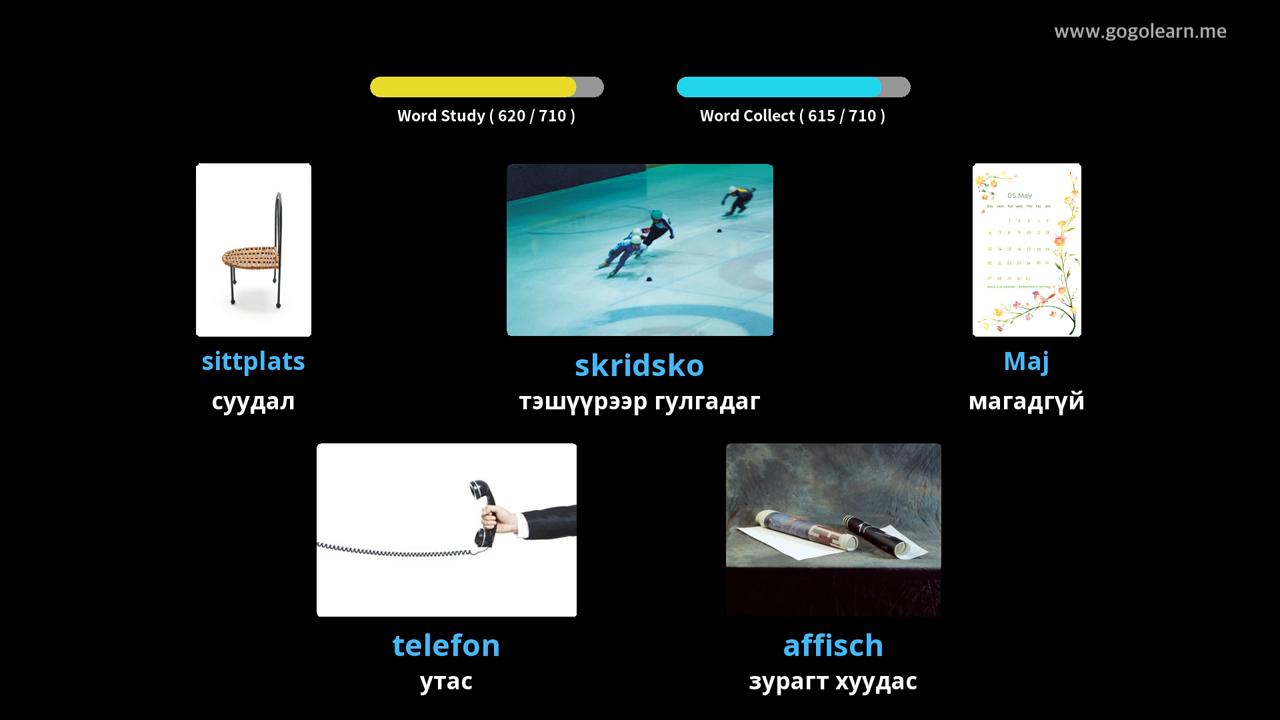 www.gogolearn.me
Word Study ( 620 / 710 )
Word Collect ( 615 / 710 )
05.May
sittplats
суудал
skridsko
тэшүүрээр гулгадаг
Maj
магадгүй
telefon
утас
affisch
зурагт хуудас